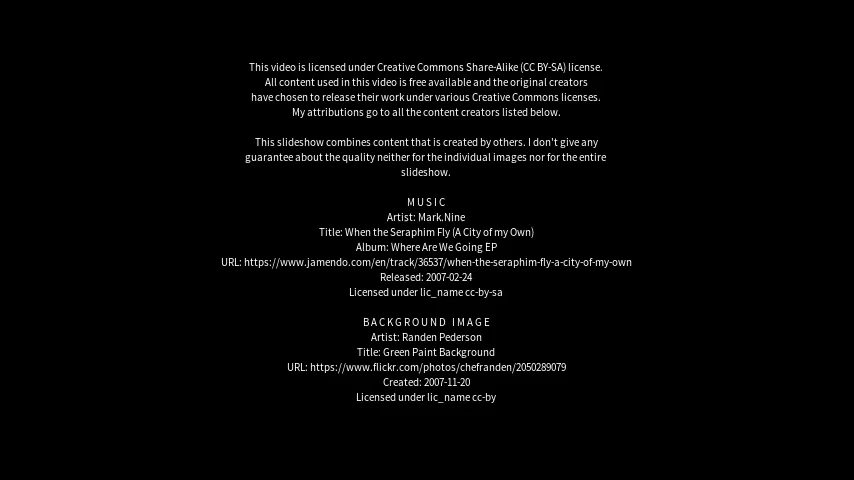 This video is licensed under Creative Commons Share-Alike (CC BY-SA) license.
All content used in this video is free available and the original creators
have chosen to release their work under various Creative Commons licenses.
My attributions go to all the content creators listed below.
This slideshow combines content that is created by others. I don't give any
guarantee about the quality neither for the individual images nor for the entire
slideshow.
MUSIC
Artist: Mark.Nine
Title: When the Seraphim Fly (A City of my Own)
Album: Where Are We Going EP
URL: https://www.jamendo.com/en/track/36537/when-the-seraphim-fly-a-city-of-my-own
Released: 2007-02-24
Licensed under lic_name cc-by-sa
BACKGROUND IMAGE
Artist: Randen Pederson
Title: Green Paint Background
URL: https://www.flickr.com/photos/chefranden/2050289079
Created: 2007-11-20
Licensed under lic_name cc-by